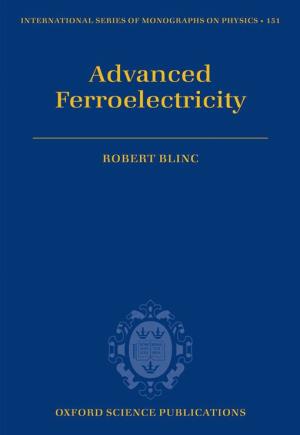 INTERNATIONAL SERIES OF MONOGRAPHS ON PHYSICS • 151
Advanced
Ferroelectricity
ROBERT BLINC
OXFORD SCIENCE PUBLICATIONS